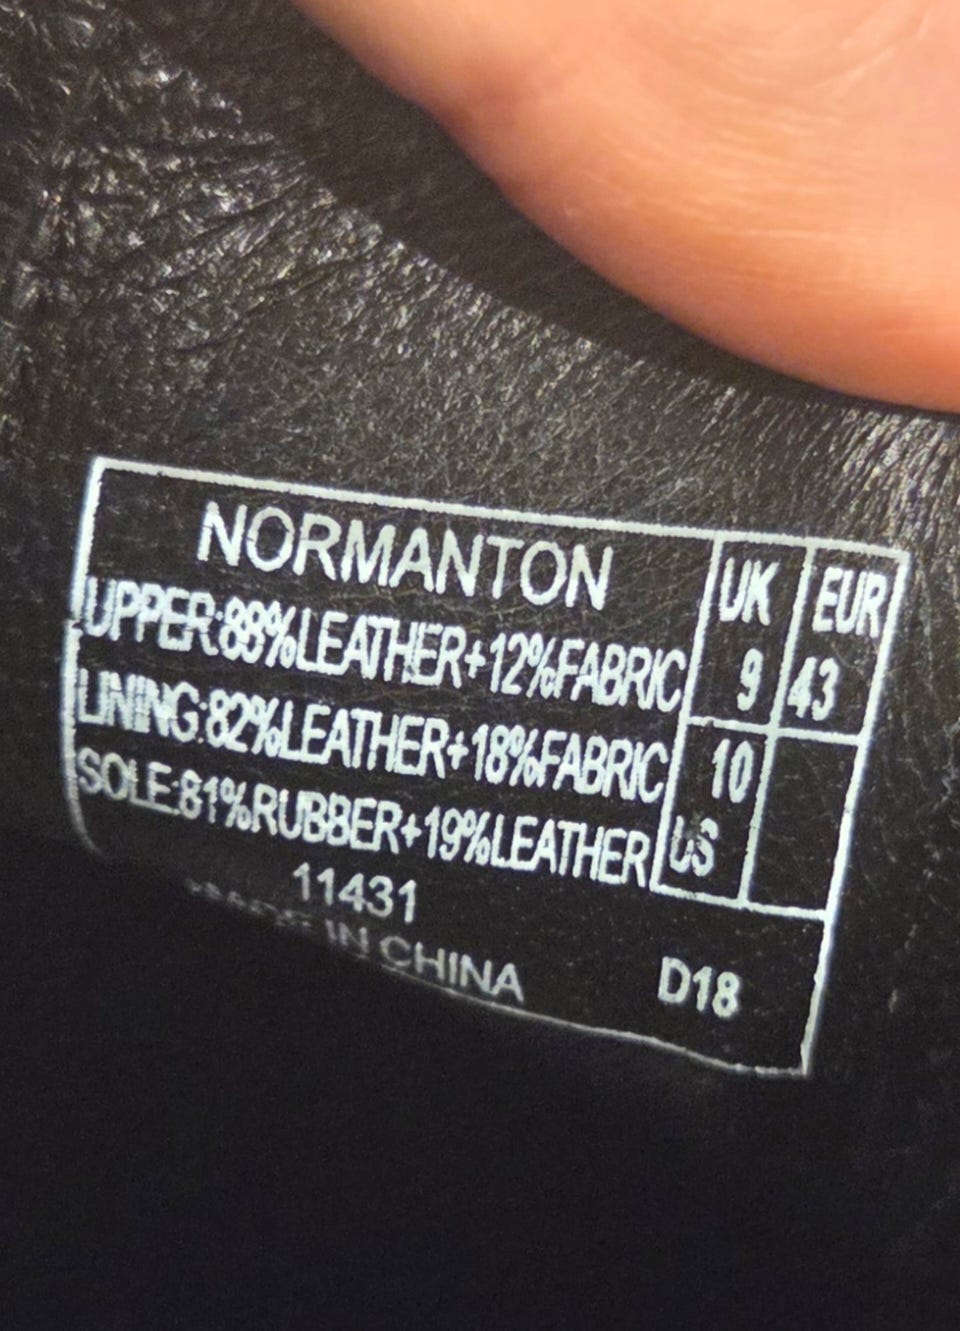 NORMANTON
UPPER:88%LEATHER+12%FABRIC
LINING:82%LEATHER+18%FABRIC
SOLE:81%RUBBER+19%LEATHER
11431
MADE IN CHINA
UK EUR
9 43
10
US
D18